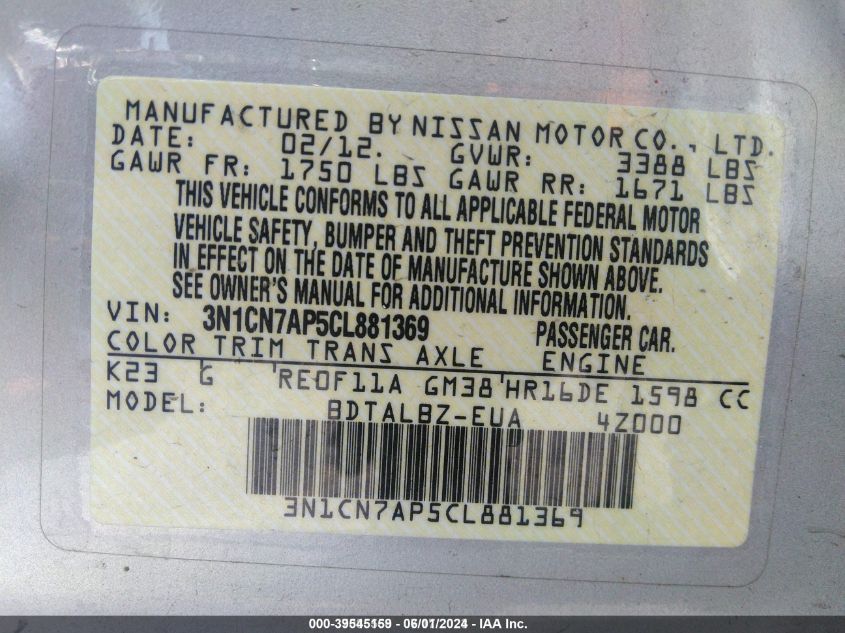 MANUFACTURED BY NISSAN MOTOR CO., LTD.
DATE: 02/12. GVWR: 3388 LBS
GAWR FR: 1750 LBS GAWR RR: 1671 LBS
THIS VEHICLE CONFORMS TO ALL APPLICABLE FEDERAL MOTOR
VEHICLE SAFETY, BUMPER AND THEFT PREVENTION STANDARDS
IN EFFECT ON THE DATE OF MANUFACTURE SHOWN ABOVE.
SEE OWNER'S MANUAL FOR ADDITIONAL INFORMATION.
VIN: 3N1CN7AP5CL881369 PASSENGER CAR.
COLOR TRIM TRANS AXLE ENGINE
K23 G RE0F11A GM38 HR16DE 1598 CC
MODEL: BDTALBZ-EUA 4Z000
3N1CN7AP5CL881369
000-39545159 - 06/01/2024 - IAA Inc.